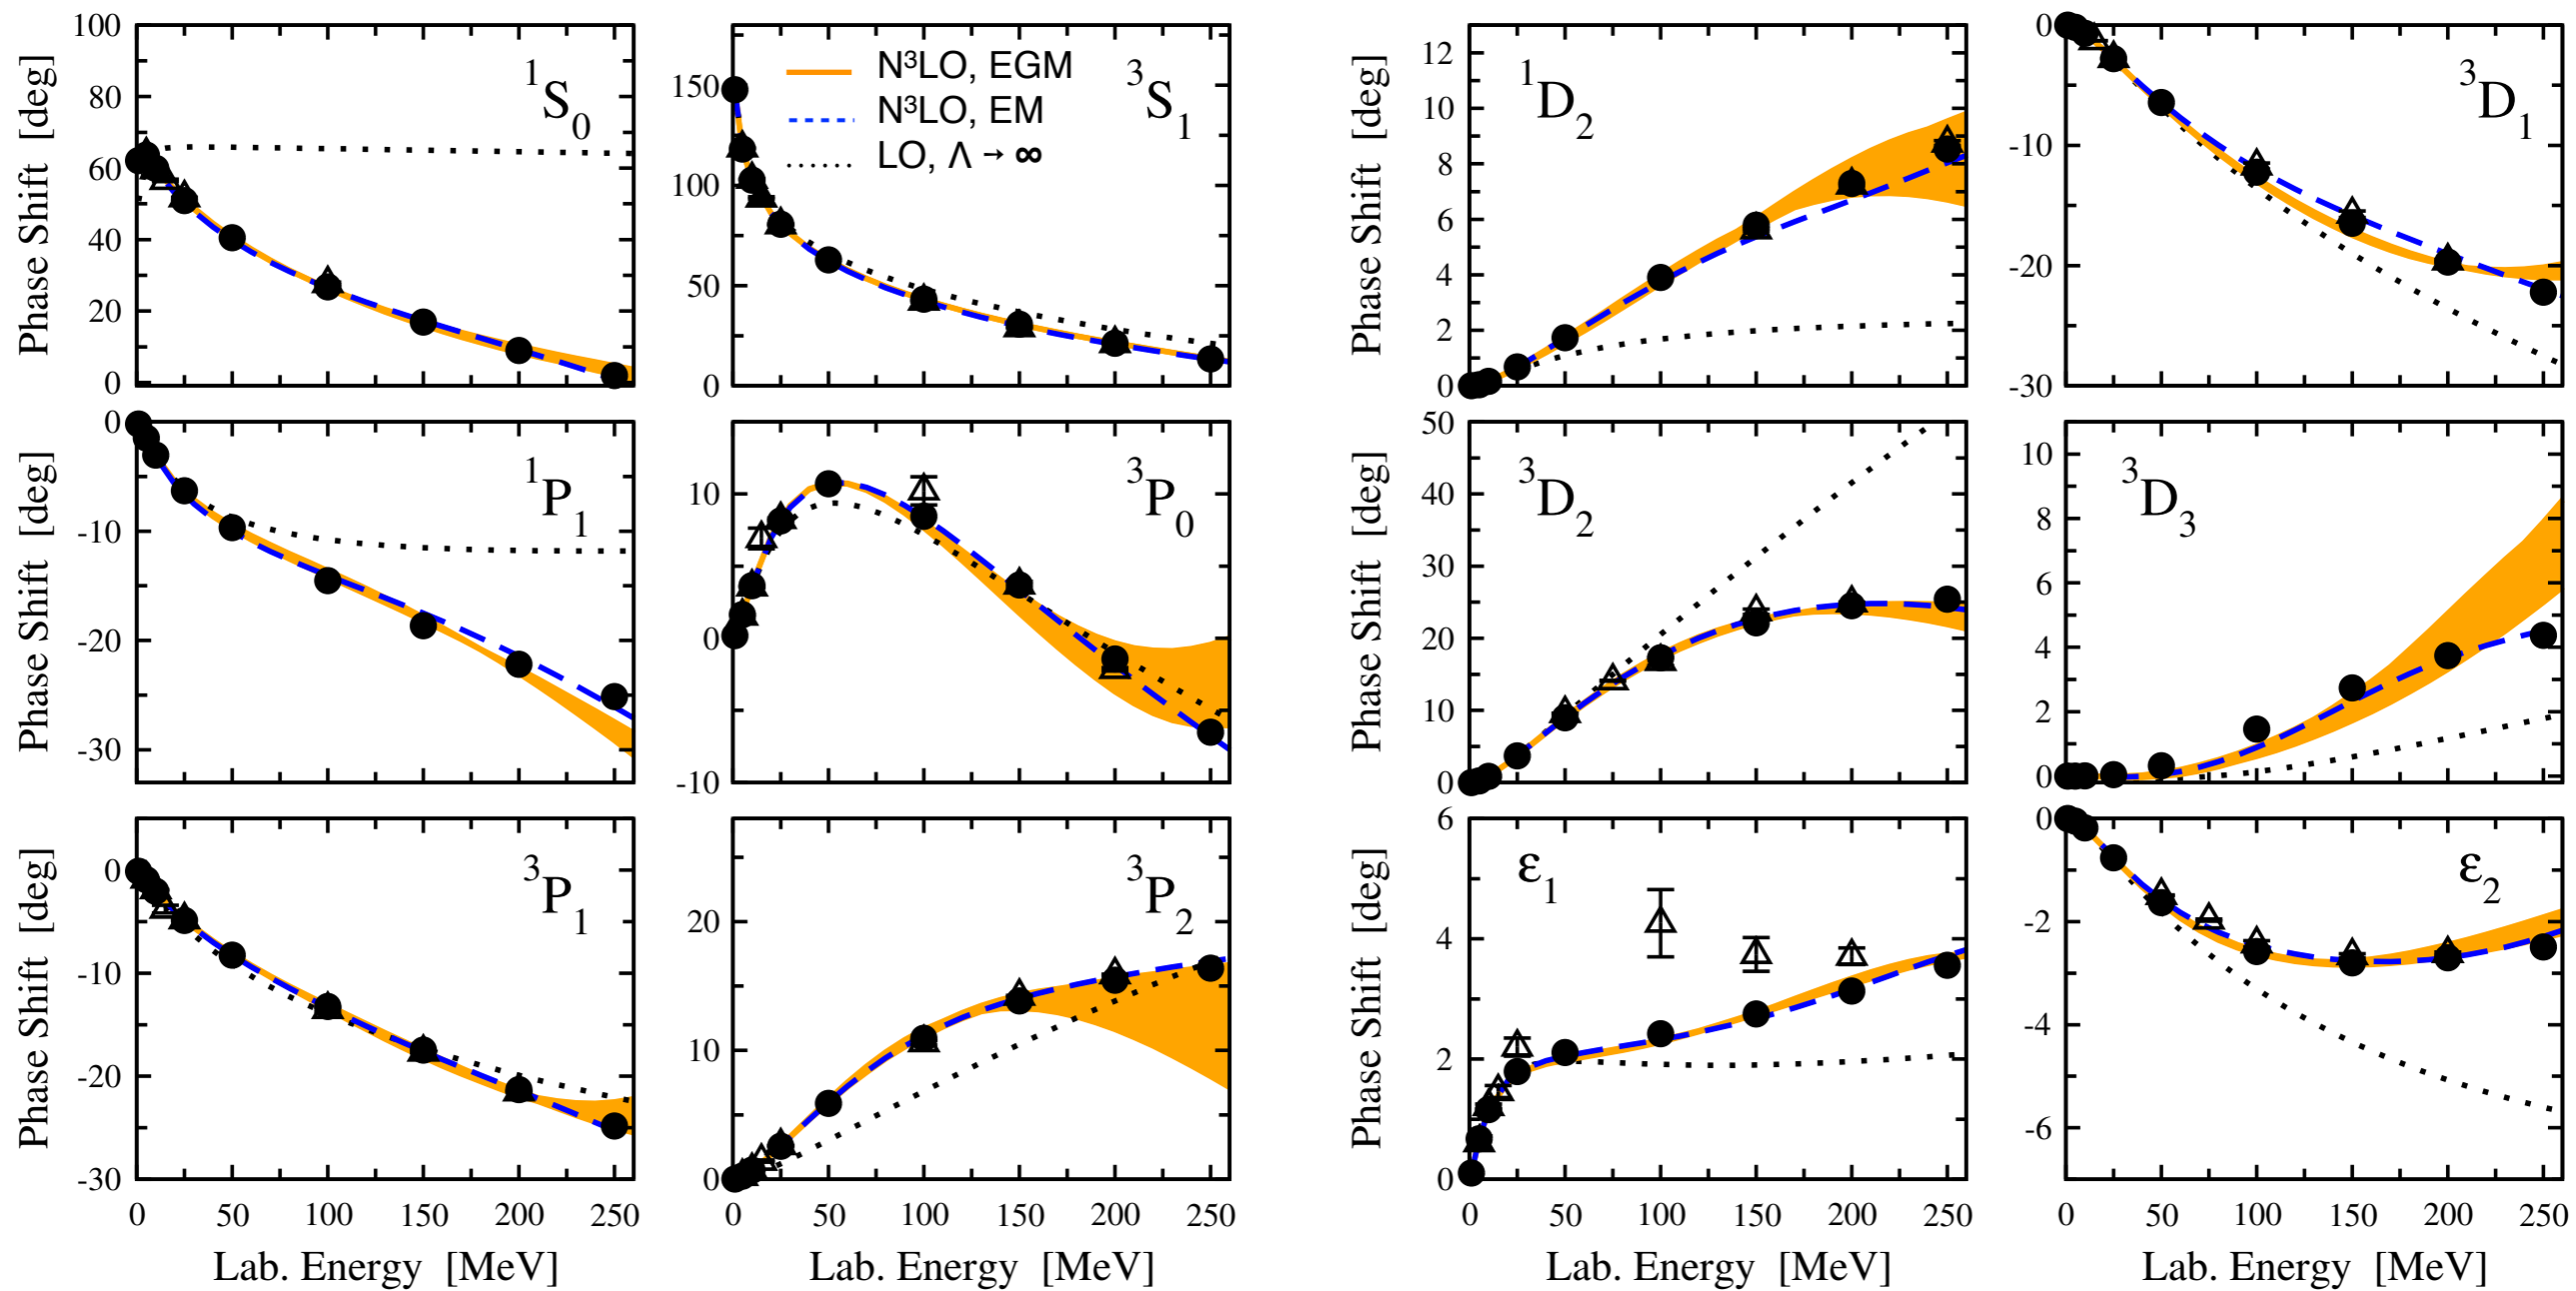 Phase Shift [deg]
100
80
60
40
20
0
¹S₀
150
100
50
0
N³LO, EGM
N³LO, EM
LO, Λ → ∞
³S₁
Phase Shift [deg]
12
10
8
6
4
2
0
¹D₂
0
-10
-20
-30
³D₁
Phase Shift [deg]
0
-10
-20
-30
¹P₁
10
0
-10
³P₀
Phase Shift [deg]
50
40
30
20
10
0
³D₂
10
8
6
4
2
0
³D₃
Phase Shift [deg]
0
-10
-20
-30
³P₁
0 50 100 150 200 250
Lab. Energy [MeV]
20
10
0
³P₂
0 50 100 150 200 250
Lab. Energy [MeV]
Phase Shift [deg]
6
4
2
0
ε₁
0 50 100 150 200 250
Lab. Energy [MeV]
0
-2
-4
-6
ε₂
0 50 100 150 200 250
Lab. Energy [MeV]